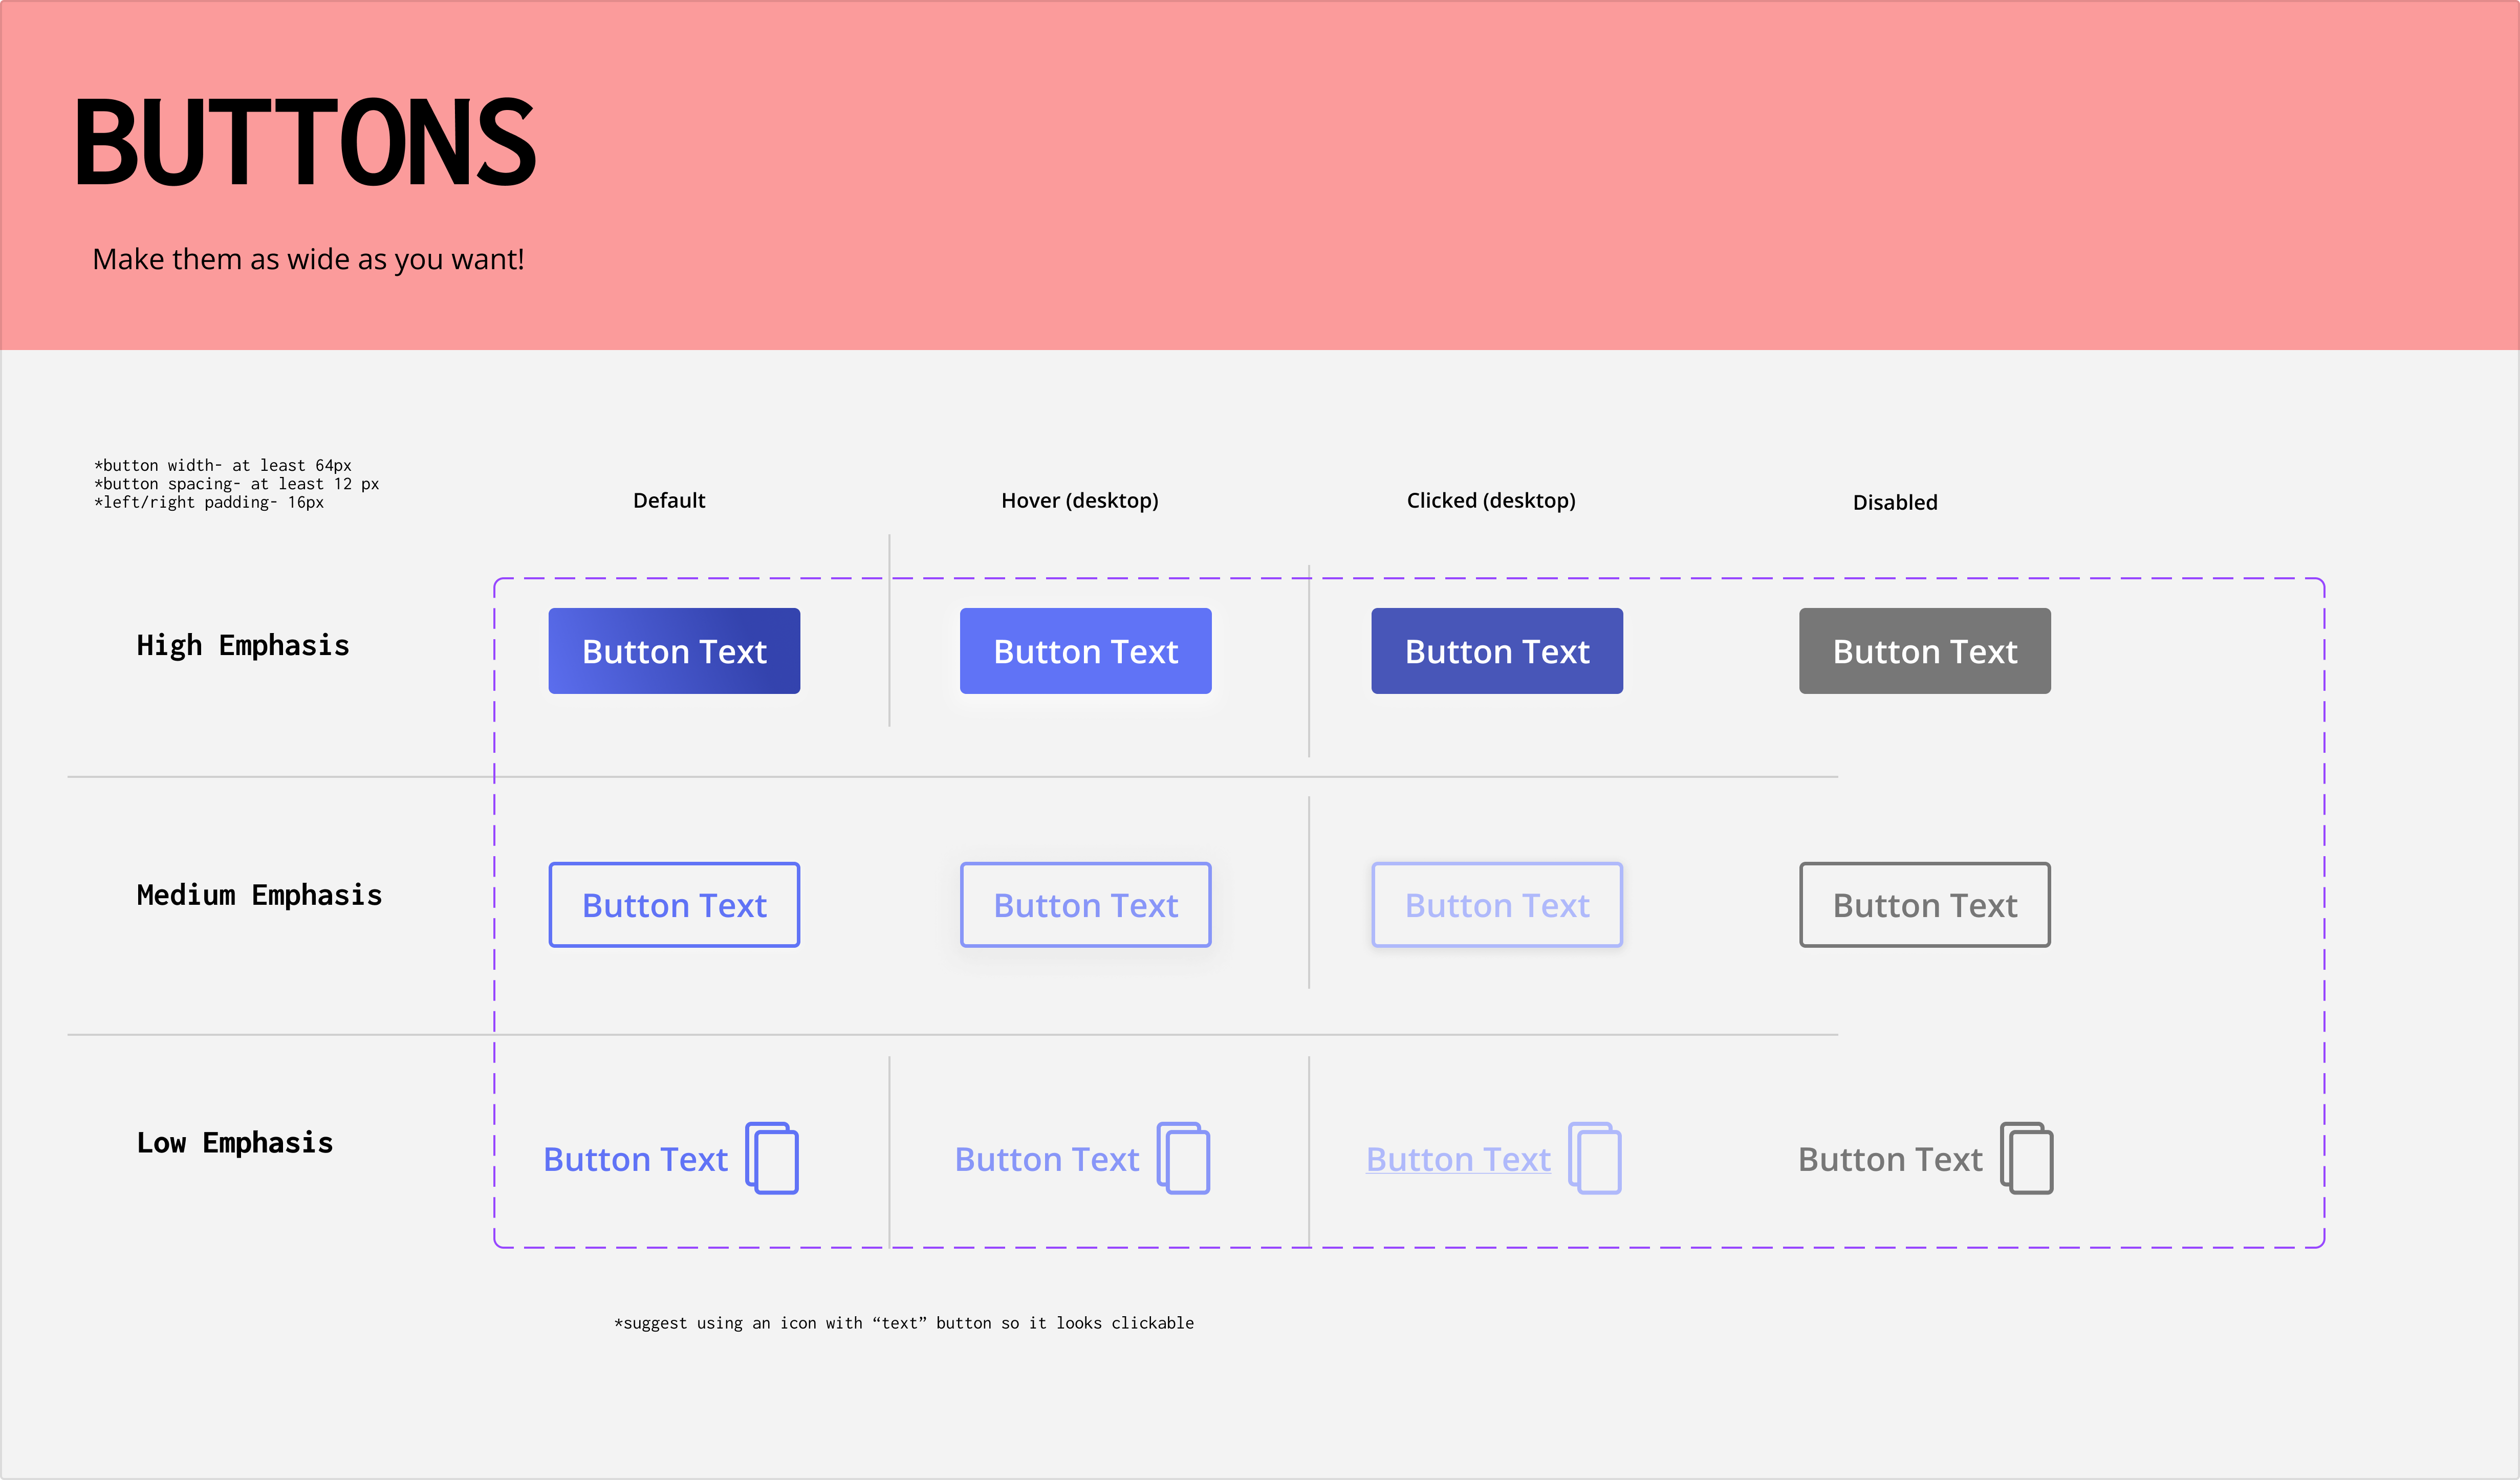 BUTTONS
Make them as wide as you want!
*button width- at least 64px
*button spacing- at least 12 px
*left/right padding- 16px
Default
Hover (desktop)
Clicked (desktop)
Disabled
High Emphasis
Button Text
Button Text
Button Text
Button Text
Medium Emphasis
Button Text
Button Text
Button Text
Button Text
Low Emphasis
Button Text
Button Text
Button Text
Button Text
*suggest using an icon with “text” button so it looks clickable